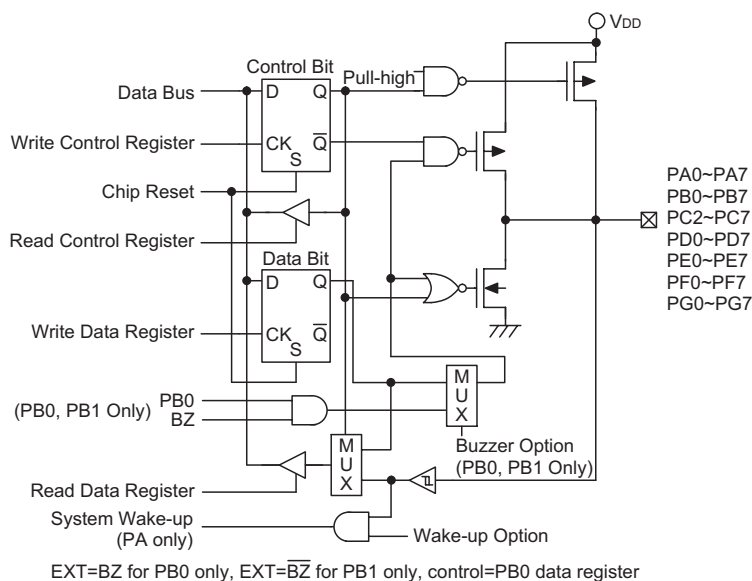 VDD
Control Bit
Pull-high
Data Bus
D Q
Write Control Register
CK Q̅
S
Chip Reset
Read Control Register
Data Bit
D Q
Write Data Register
CK Q̅
S
PA0~PA7
PB0~PB7
PC2~PC7
PD0~PD7
PE0~PE7
PF0~PF7
PG0~PG7
(PB0, PB1 Only)
PB0
BZ
M
U
X
Buzzer Option
(PB0, PB1 Only)
M
U
X
Read Data Register
System Wake-up
(PA only)
Wake-up Option
EXT=BZ for PB0 only, EXT=B̅Z̅ for PB1 only, control=PB0 data register